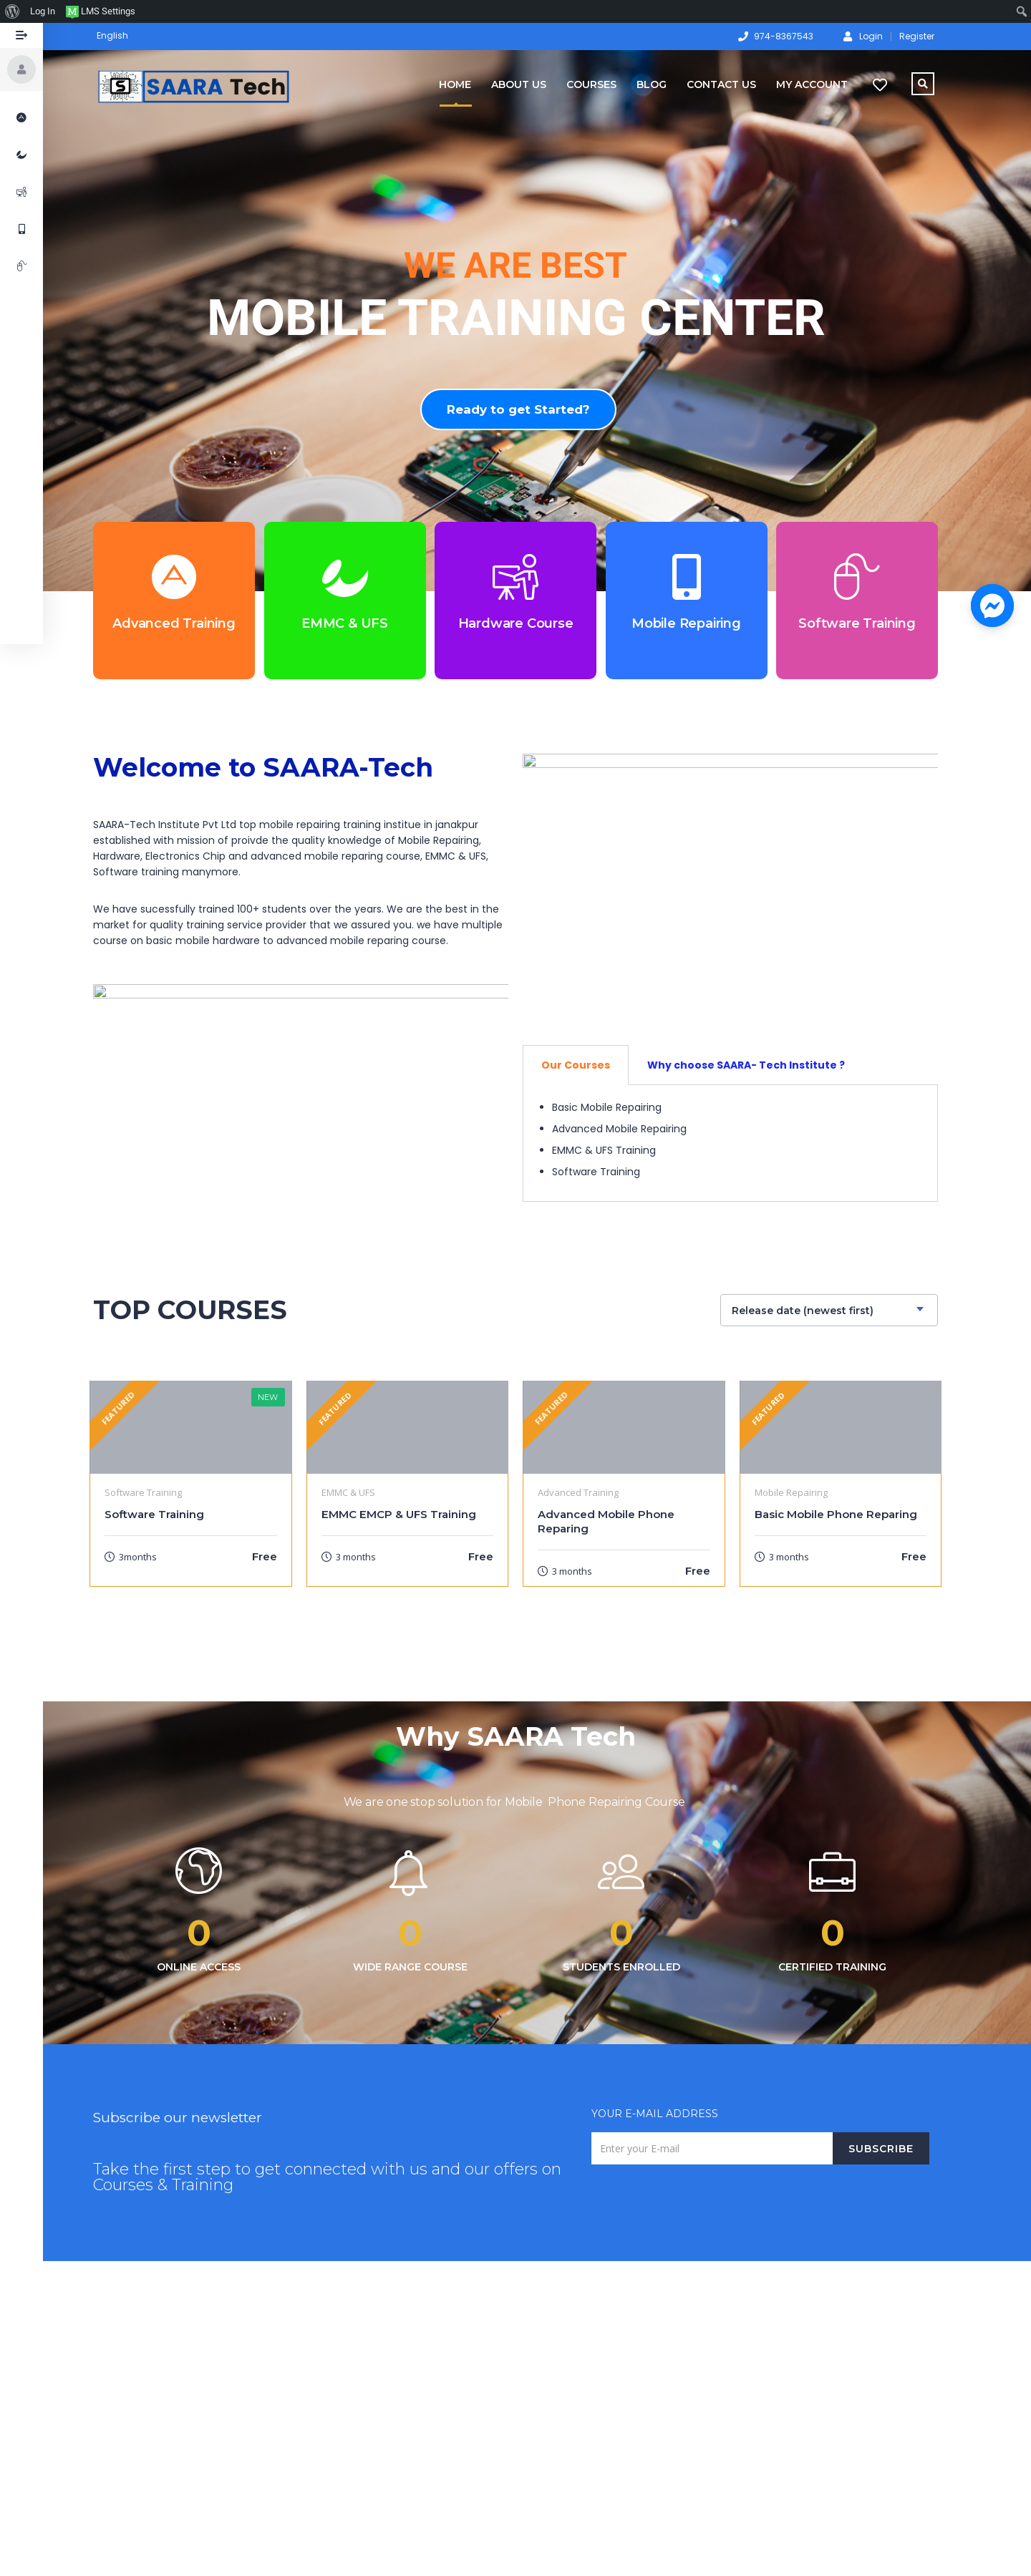 Log In
LMS Settings
English
974-8367543
Login
Register
SAARA Tech
HOME
ABOUT US
COURSES
BLOG
CONTACT US
MY ACCOUNT
WE ARE BEST
MOBILE TRAINING CENTER
Ready to get Started?
Advanced Training
EMMC & UFS
Hardware Course
Mobile Repairing
Software Training
Welcome to SAARA-Tech
SAARA-Tech Institute Pvt Ltd top mobile repairing training institue in janakpur
established with mission of proivde the quality knowledge of Mobile Repairing,
Hardware, Electronics Chip and advanced mobile reparing course, EMMC & UFS,
Software training manymore.
We have sucessfully trained 100+ students over the years. We are the best in the
market for quality training service provider that we assured you. we have multiple
course on basic mobile hardware to advanced mobile reparing course.
Our Courses
Why choose SAARA- Tech Institute ?
Basic Mobile Repairing
Advanced Mobile Repairing
EMMC & UFS Training
Software Training
TOP COURSES
Release date (newest first)
FEATURED
NEW
Software Training
Software Training
3months
Free
FEATURED
EMMC & UFS
EMMC EMCP & UFS Training
3 months
Free
FEATURED
Advanced Training
Advanced Mobile Phone
Reparing
3 months
Free
FEATURED
Mobile Repairing
Basic Mobile Phone Reparing
3 months
Free
Why SAARA Tech
We are one stop solution for Mobile Phone Repairing Course
0
ONLINE ACCESS
0
WIDE RANGE COURSE
0
STUDENTS ENROLLED
0
CERTIFIED TRAINING
Subscribe our newsletter
Take the first step to get connected with us and our offers on
Courses & Training
YOUR E-MAIL ADDRESS
Enter your E-mail
SUBSCRIBE